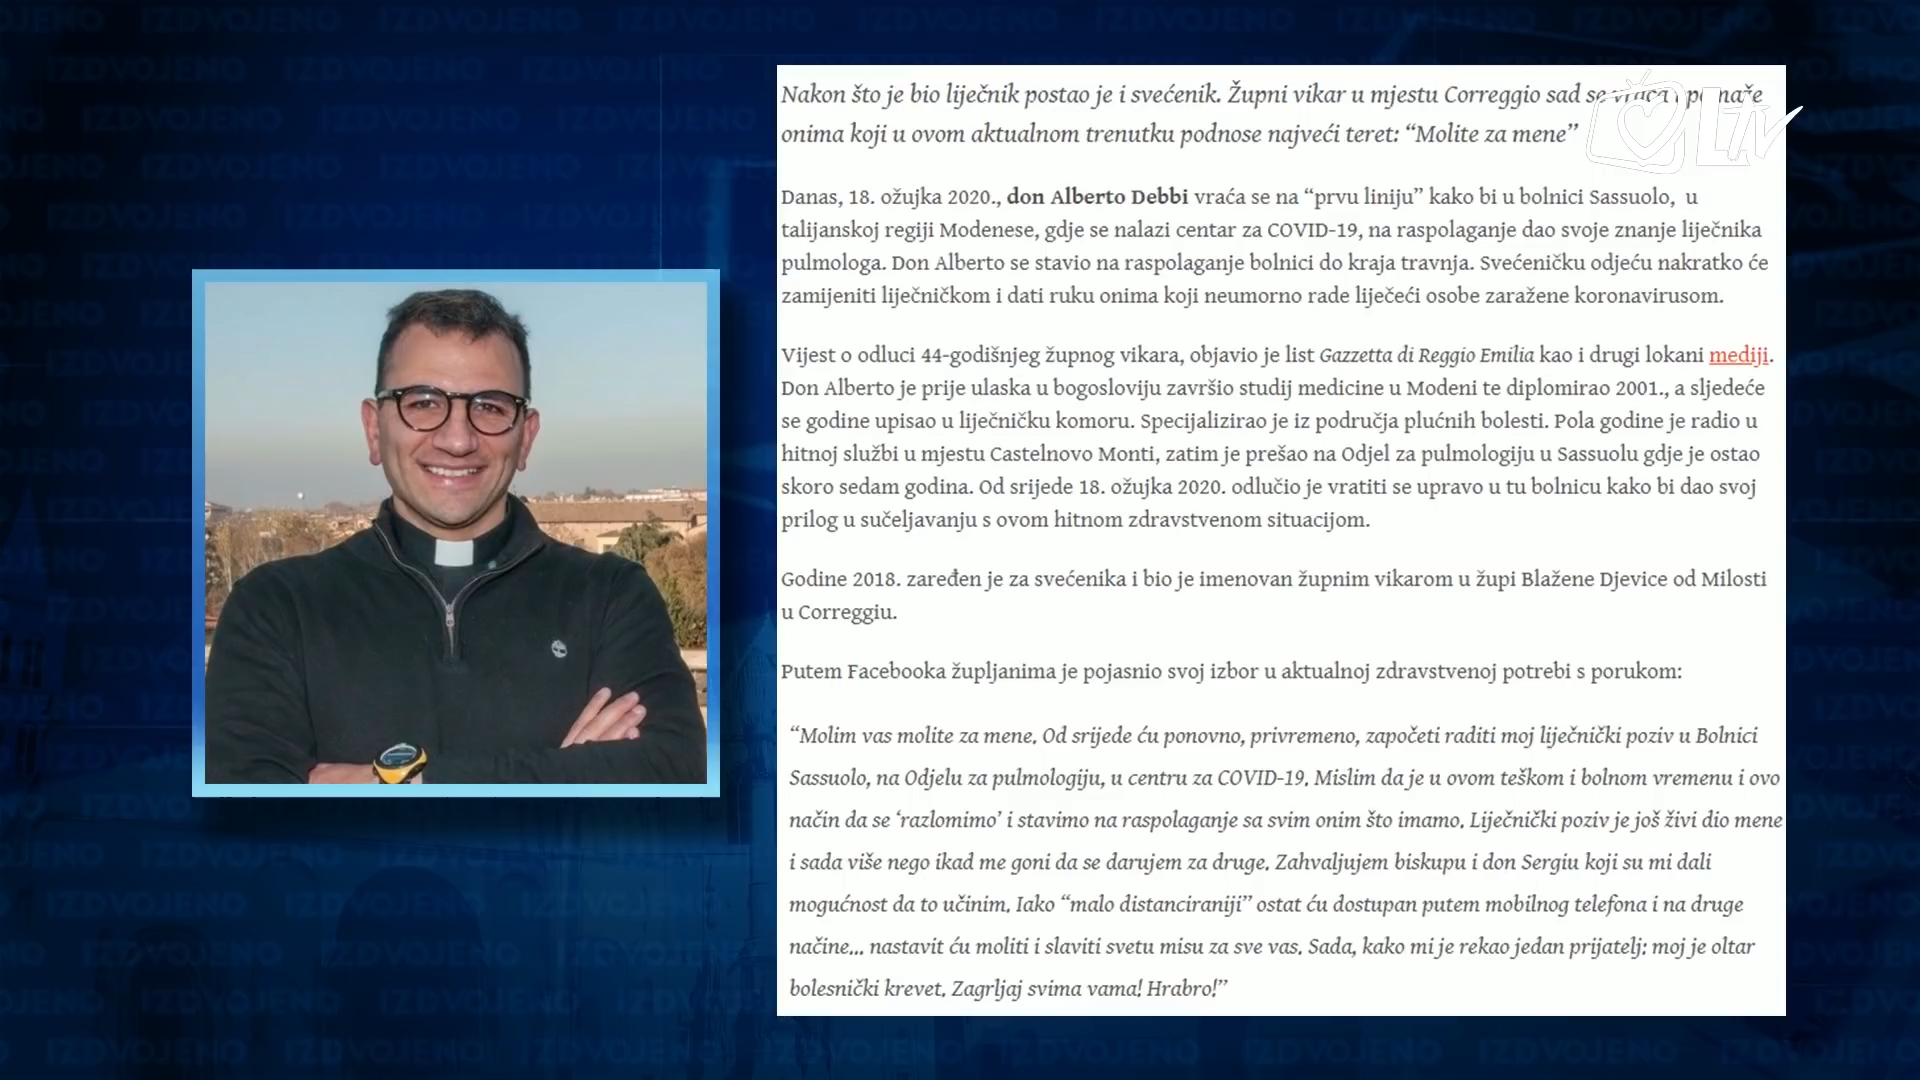 Nakon što je bio liječnik postao je i svećenik. Župni vikar u mjestu Correggio sad se vraća pomaže
onima koji u ovom aktualnom trenutku podnose najveći teret: “Molite za mene”
LTV
Danas, 18. ožujka 2020., don Alberto Debbi vraća se na “prvu liniju” kako bi u bolnici Sassuolo, u
talijanskoj regiji Modenese, gdje se nalazi centar za COVID-19, na raspolaganje dao svoje znanje liječnika
pulmologa. Don Alberto se stavio na raspolaganje bolnici do kraja travnja. Svećeničku odjeću nakratko će
zamijeniti liječničkom i dati ruku onima koji neumorno rade liječeći osobe zaražene koronavirusom.
Vijest o odluci 44-godišnjeg župnog vikara, objavio je list Gazzetta di Reggio Emilia kao i drugi lokani mediji.
Don Alberto je prije ulaska u bogosloviju završio studij medicine u Modeni te diplomirao 2001., a sljedeće
se godine upisao u liječničku komoru. Specijalizirao je iz područja plućnih bolesti. Pola godine je radio u
hitnoj službi u mjestu Castelnovo Monti, zatim je prešao na Odjel za pulmologiju u Sassuolu gdje je ostao
skoro sedam godina. Od srijede 18. ožujka 2020. odlučio je vratiti se upravo u tu bolnicu kako bi dao svoj
prilog u sučeljavanju s ovom hitnom zdravstvenom situacijom.
Godine 2018. zaređen je za svećenika i bio je imenovan župnim vikarom u župi Blažene Djevice od Milosti
u Correggiu.
Putem Facebooka župljanima je pojasnio svoj izbor u aktualnoj zdravstvenoj potrebi s porukom:
“Molim vas molite za mene. Od srijede ću ponovno, privremeno, započeti raditi moj liječnički poziv u Bolnici
Sassuolo, na Odjelu za pulmologiju, u centru za COVID-19. Mislim da je u ovom teškom i bolnom vremenu i ovo
način da se ‘razlomimo’ i stavimo na raspolaganje sa svim onim što imamo. Liječnički poziv je još živi dio mene
i sada više nego ikad me goni da se darujem za druge. Zahvaljujem biskupu i don Sergiu koji su mi dali
mogućnost da to učinim. Iako “malo distanciraniji” ostat ću dostupan putem mobilnog telefona i na druge
načine... nastavit ću moliti i slaviti svetu misu za sve vas. Sada, kako mi je rekao jedan prijatelj: moj je oltar
bolesnički krevet. Zagrljaj svima vama! Hrabro!”